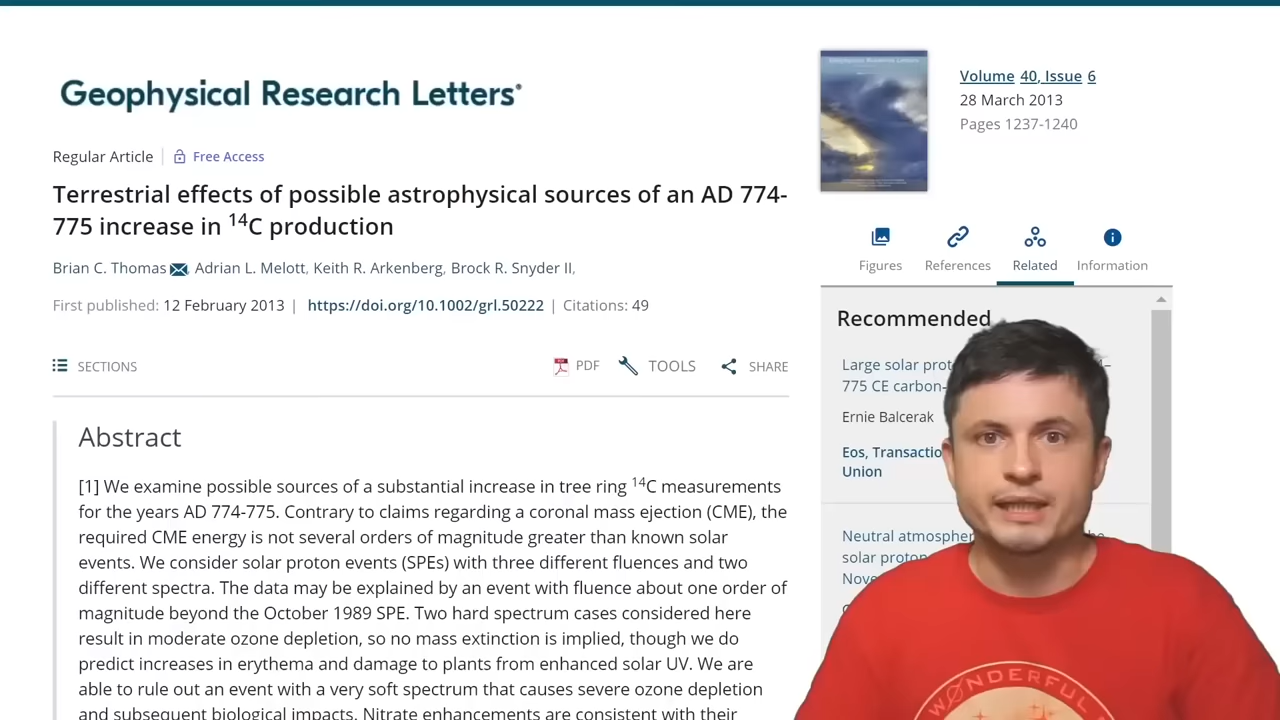 Geophysical Research Letters®
Volume 40, Issue 6
28 March 2013
Pages 1237-1240
Regular Article
Free Access
Terrestrial effects of possible astrophysical sources of an AD 774-
775 increase in ¹⁴C production
Brian C. Thomas, Adrian L. Melott, Keith R. Arkenberg, Brock R. Snyder II,
First published: 12 February 2013 | https://doi.org/10.1002/grl.50222 | Citations: 49
SECTIONS
PDF
TOOLS
SHARE
Abstract
[1] We examine possible sources of a substantial increase in tree ring ¹⁴C measurements
for the years AD 774-775. Contrary to claims regarding a coronal mass ejection (CME), the
required CME energy is not several orders of magnitude greater than known solar
events. We consider solar proton events (SPEs) with three different fluences and two
different spectra. The data may be explained by an event with fluence about one order of
magnitude beyond the October 1989 SPE. Two hard spectrum cases considered here
result in moderate ozone depletion, so no mass extinction is implied, though we do
predict increases in erythema and damage to plants from enhanced solar UV. We are
able to rule out an event with a very soft spectrum that causes severe ozone depletion
and subsequent biological impacts. Nitrate enhancements are consistent with their
Figures
References
Related
Information
Recommended
Large solar
775 CE carbon-
Ernie Balcerak
Eos,
Union
Neutral
solar
WØNDERFUL